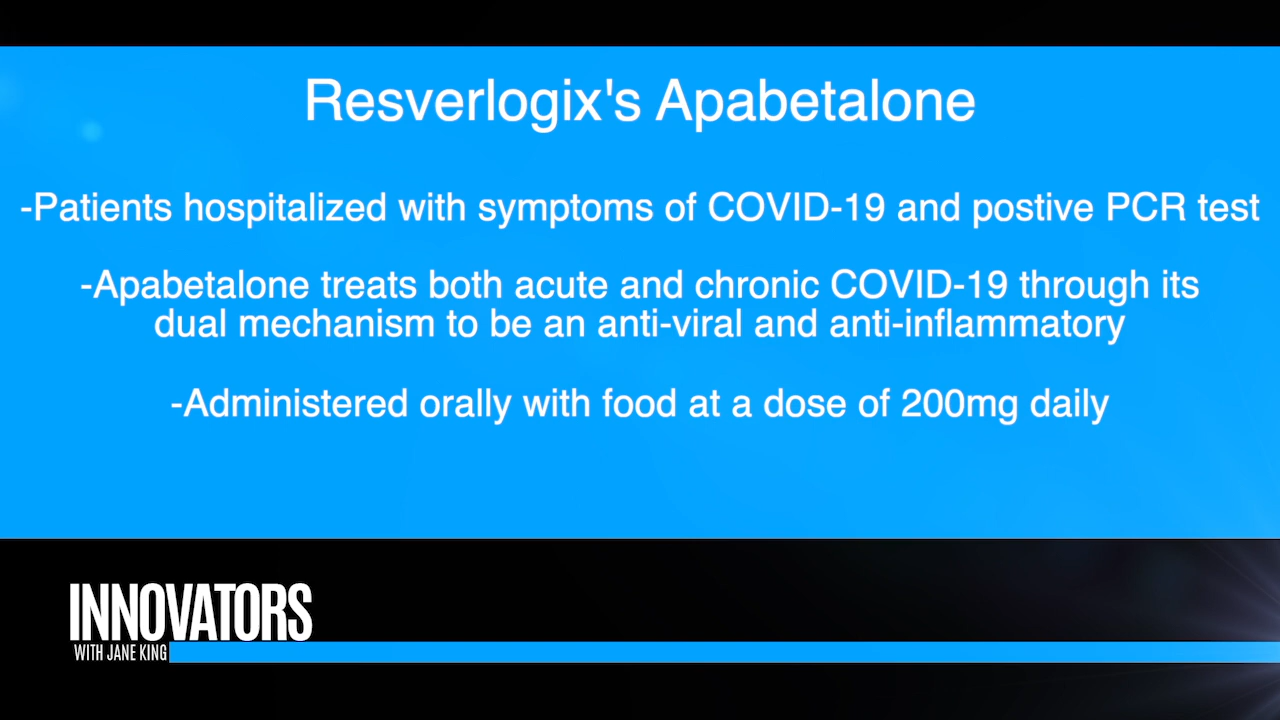 Resverlogix's Apabetalone
-Patients hospitalized with symptoms of COVID-19 and postive PCR test
-Apabetalone treats both acute and chronic COVID-19 through its
dual mechanism to be an anti-viral and anti-inflammatory
-Administered orally with food at a dose of 200mg daily
INNOVATORS
WITH JANE KING